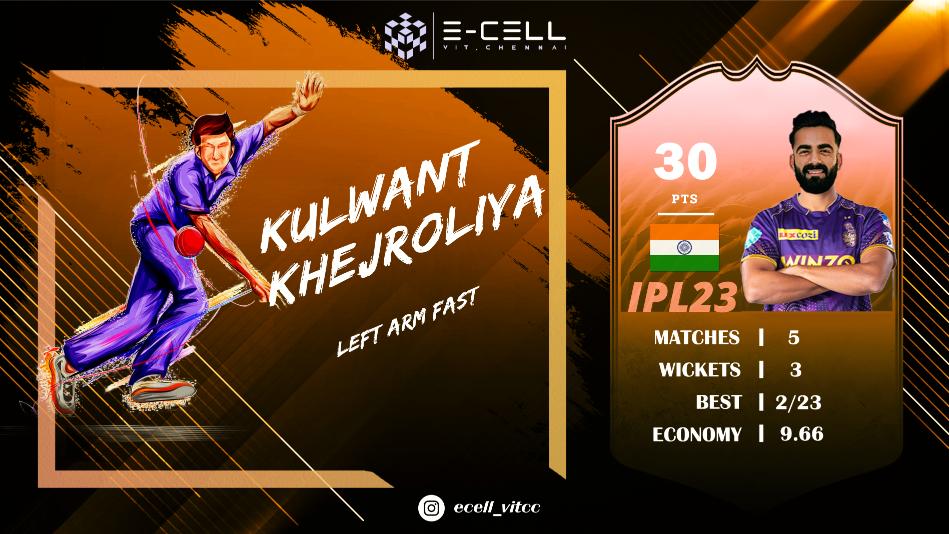 E-CELL
VIT, CHENNAI
KULWANT
KHEJROLIYA
LEFT ARM FAST
30
PTS
IPL23
WINZO
MATCHES | 5
WICKETS | 3
BEST | 2/23
ECONOMY | 9.66
ecell_vitcc